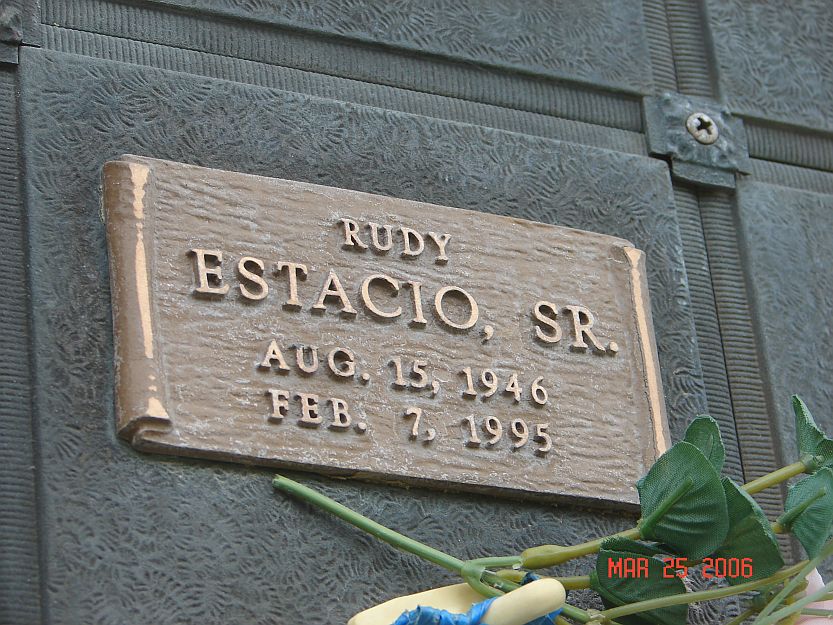 RUDY
ESTACIO, SR.
AUG. 15, 1946
FEB. 7, 1995
MAR 25 2006